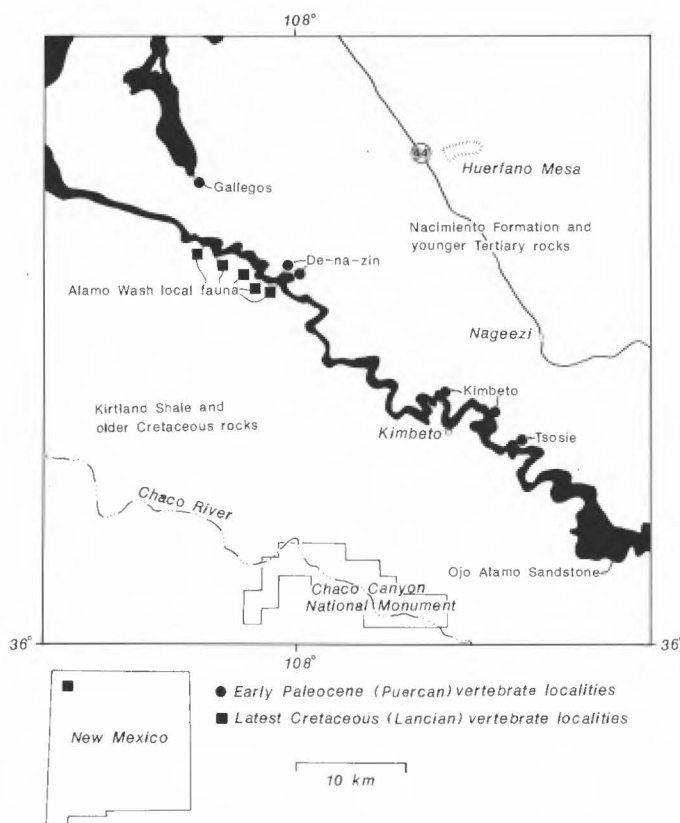 108°
44
Huerfano Mesa
Gallegos
Nacimiento Formation and
younger Tertiary rocks
De-na-zin
Alamo Wash local fauna
Nageezi
Kimbeto
Kirtland Shale and
older Cretaceous rocks
Kimbeto
Tsosie
Chaco River
Ojo Alamo Sandstone
Chaco Canyon
National Monument
36°
36°
108°
Early Paleocene (Puercan) vertebrate localities
Latest Cretaceous (Lancian) vertebrate localities
New Mexico
10 km